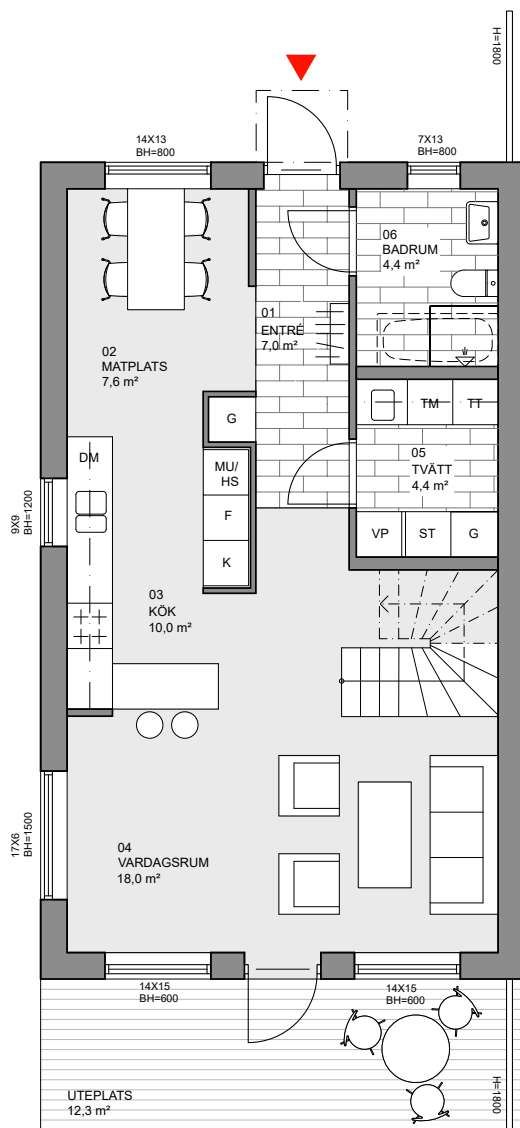 H=1800
14X13
BH=800
7X13
BH=800
06
BADRUM
4,4 m²
01
ENTRÉ
7,0 m²
02
MATPLATS
7,6 m²
G
TM
TT
DM
MU/
HS
05
TVÄTT
4,4 m²
9X9
BH=1200
F
VP
ST
G
K
03
KÖK
10,0 m²
17X6
BH=1500
04
VARDAGSRUM
18,0 m²
14X15
BH=600
14X15
BH=600
UTEPLATS
12,3 m²
H=1800